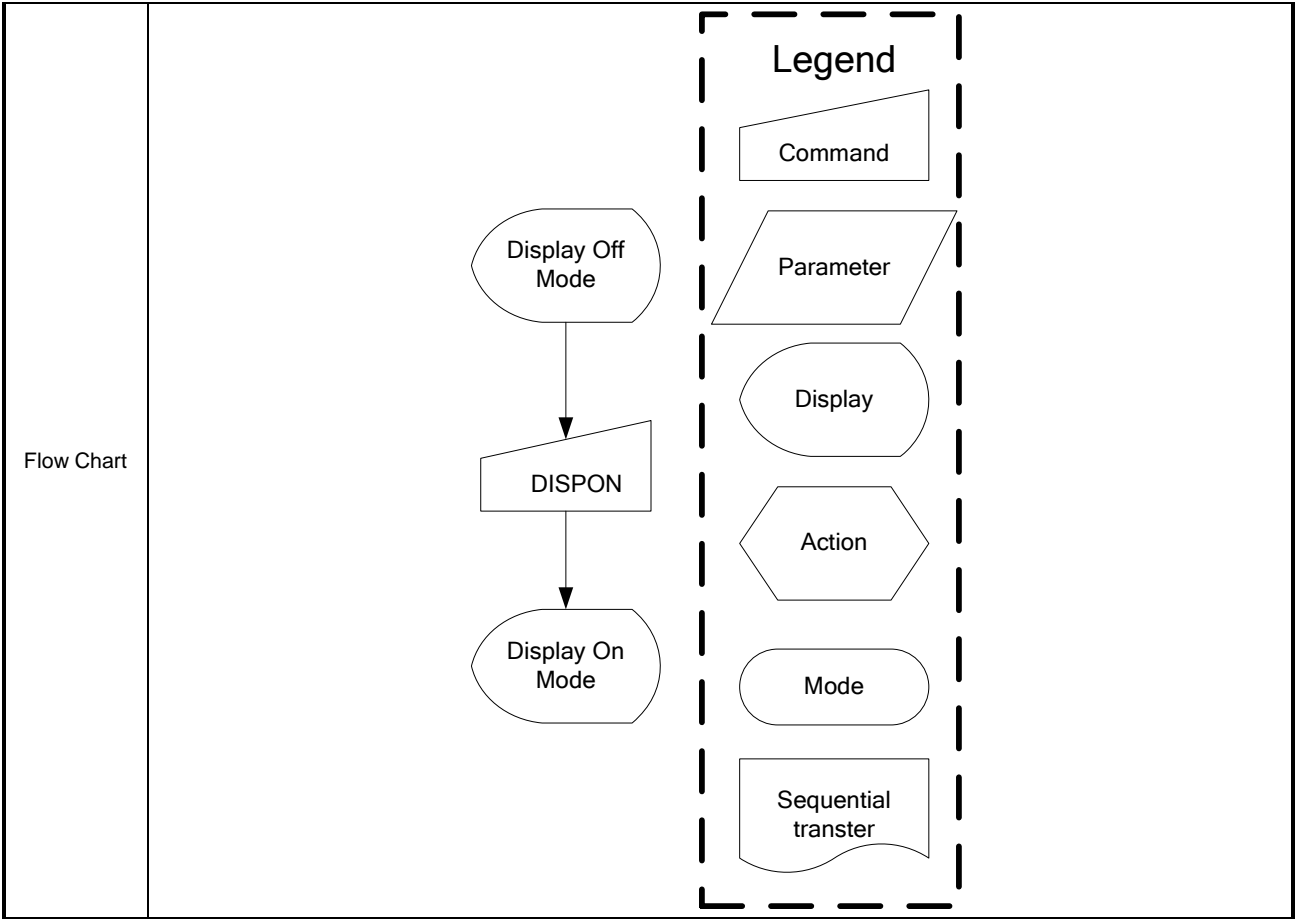 Flow Chart
Display Off
Mode
DISPON
Display On
Mode
Legend
Command
Parameter
Display
Action
Mode
Sequential
transter